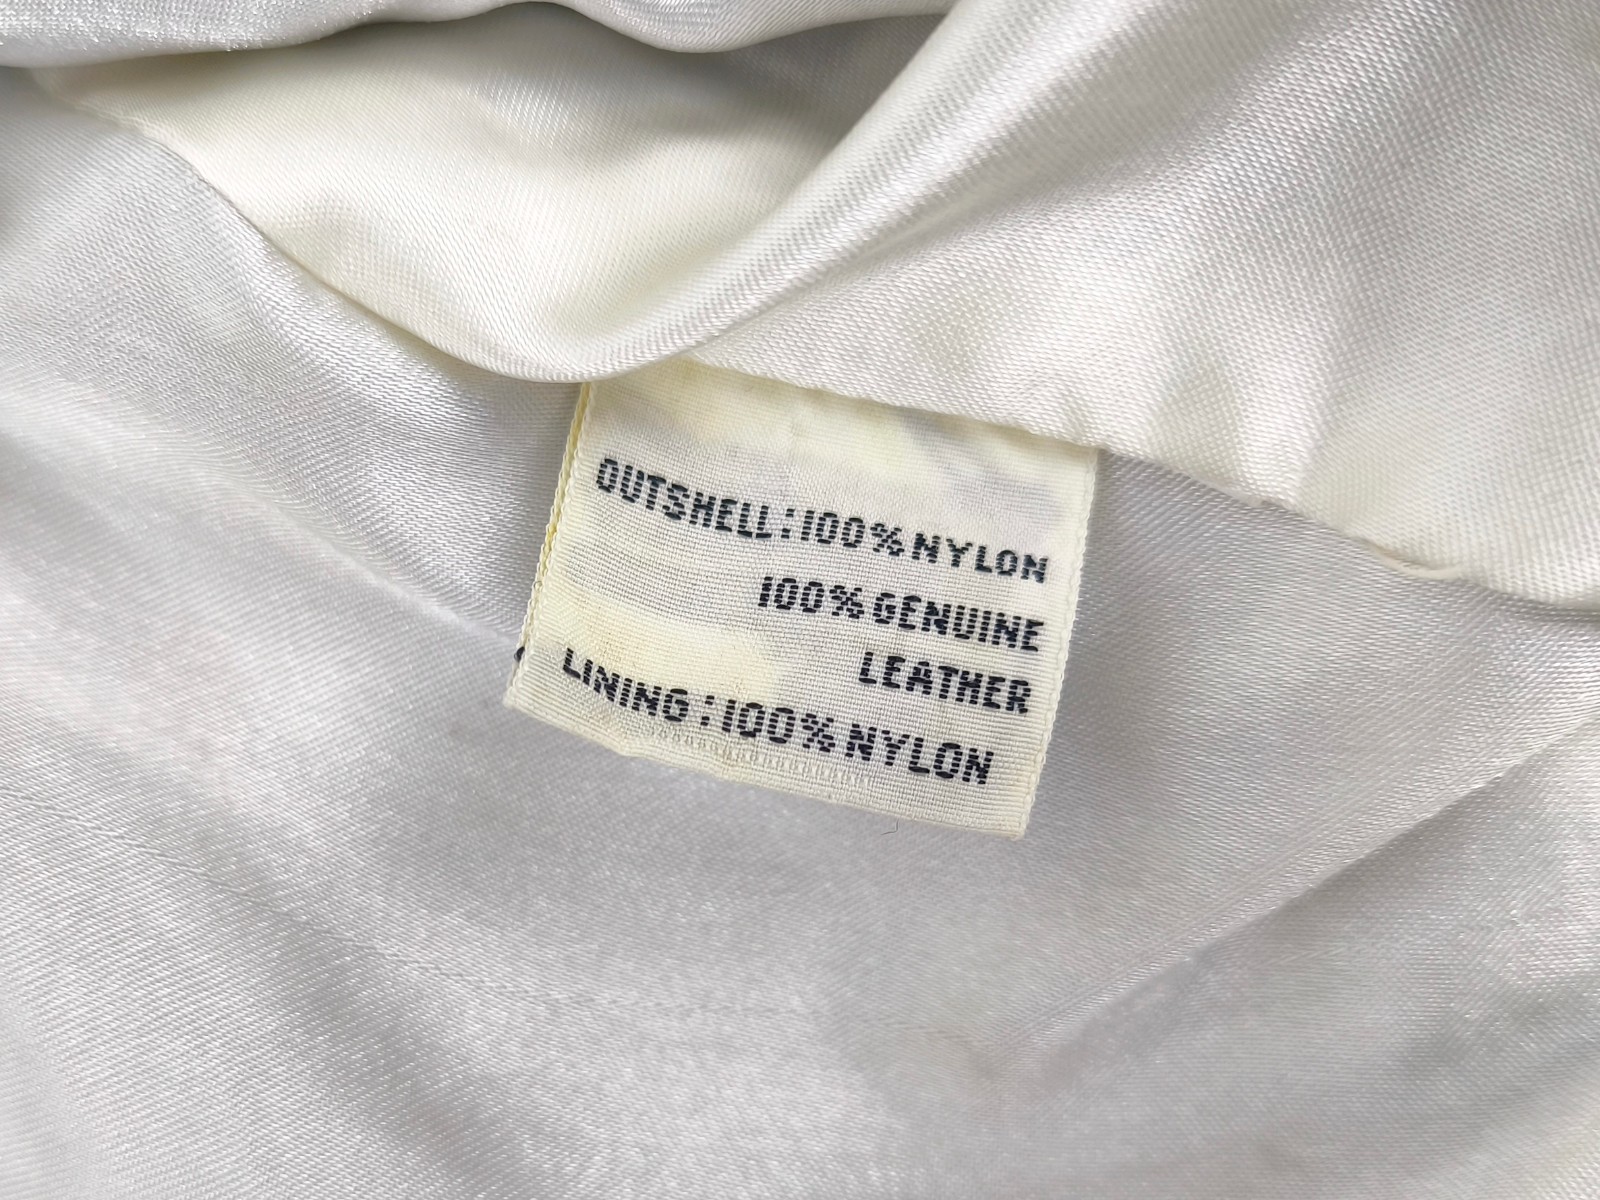 OUTSHELL:100% NYLON
100% GENUINE
LEATHER
LINING:100% NYLON